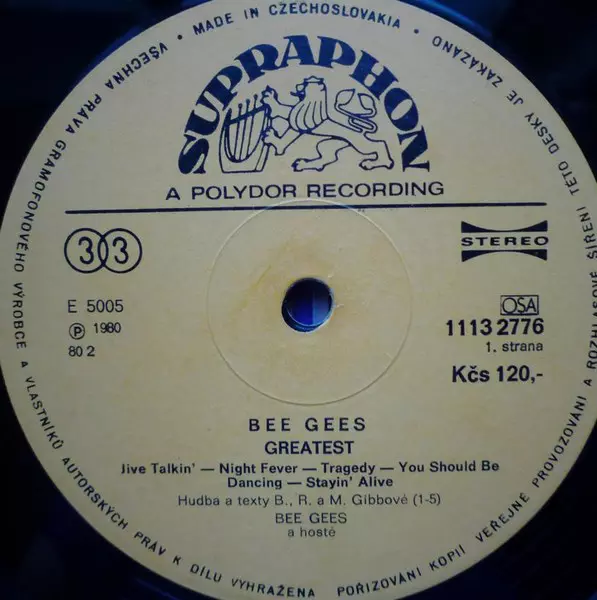 • MADE IN CZECHOSLOVAKIA •
VŠECHNA PRÁVA GRAMOFONOVÉHO VÝROBCE A VLASTNÍKŮ AUTORSKÝCH PRÁV K DÍLU VYHRAŽENA
POŘIZOVÁNÍ KOPIÍ VEŘEJNÉ PROVOZOVÁNÍ A ROZHLASOVÉ ŠÍŘENÍ TÉTO DESKY JE ZAKÁZÁNO
SUPRAPHON
A POLYDOR RECORDING
33
STEREO
E 5005
Ⓟ 1980
80 2
OSA
1113 2776
1. strana
Kčs 120,-
BEE GEES
GREATEST
Jive Talkin' — Night Fever — Tragedy — You Should Be
Dancing — Stayin' Alive
Hudba a texty B., R. a M. Gibbové (1-5)
BEE GEES
a hosté